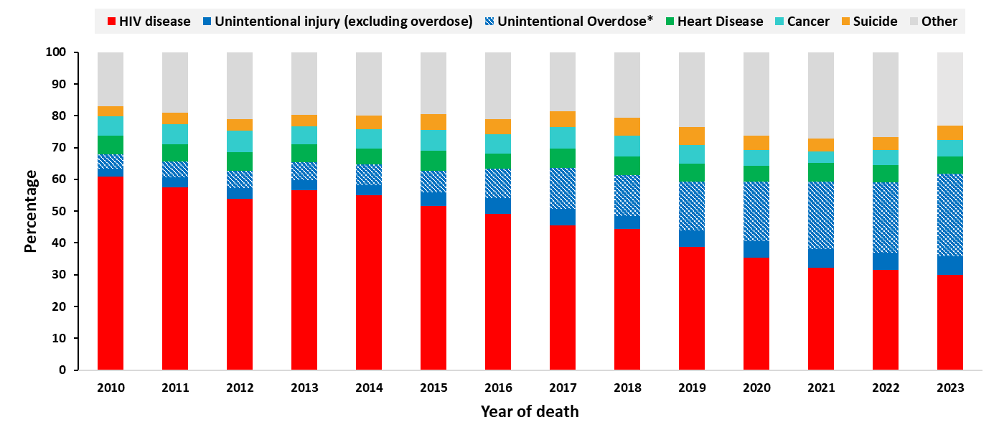 HIV disease Unintentional injury (excluding overdose) Unintentional Overdose* Heart Disease Cancer Suicide Other
100
90
80
70
60
50
40
30
20
10
0
Percentage
2010 2011 2012 2013 2014 2015 2016 2017 2018 2019 2020 2021 2022 2023
Year of death